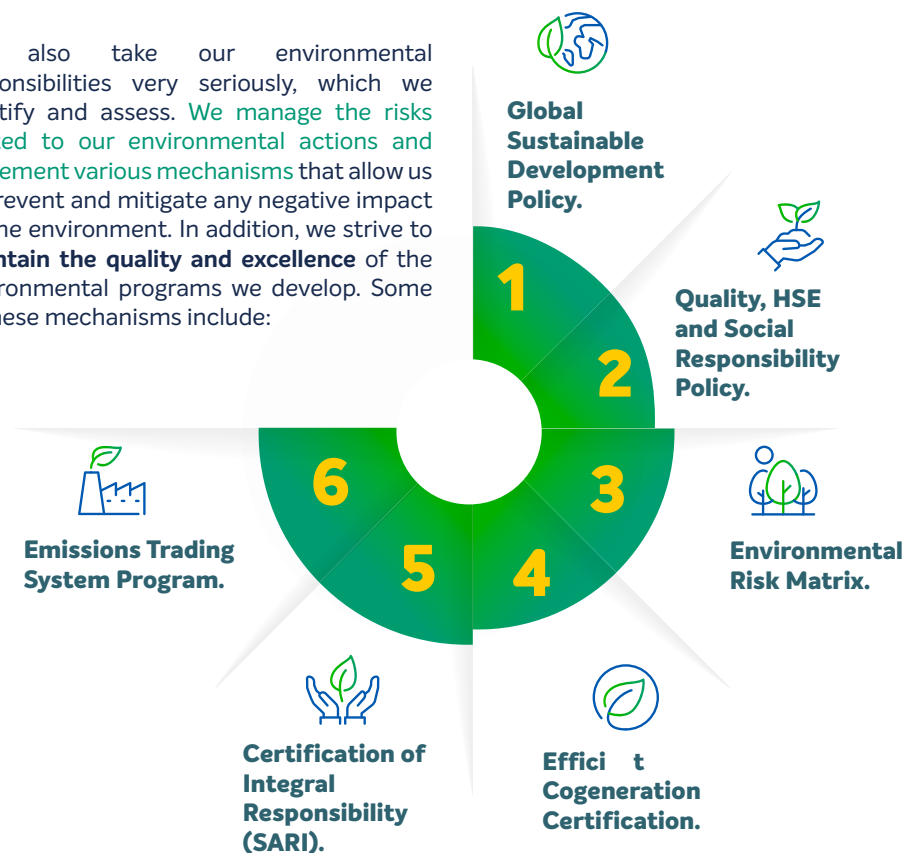 also take our environmental
onsibilities very seriously, which we
tify and assess. We manage the risks
ed to our environmental actions and
ement various mechanisms that allow us
revent and mitigate any negative impact
he environment. In addition, we strive to
ntain the quality and excellence of the
ironmental programs we develop. Some
hese mechanisms include:
Global
Sustainable
Development
Policy.
1
Quality, HSE
and Social
Responsibility
Policy.
2
Environmental
Risk Matrix.
3
Effici t
Cogeneration
Certification.
4
Certification of
Integral
Responsibility
(SARI).
5
Emissions Trading
System Program.
6